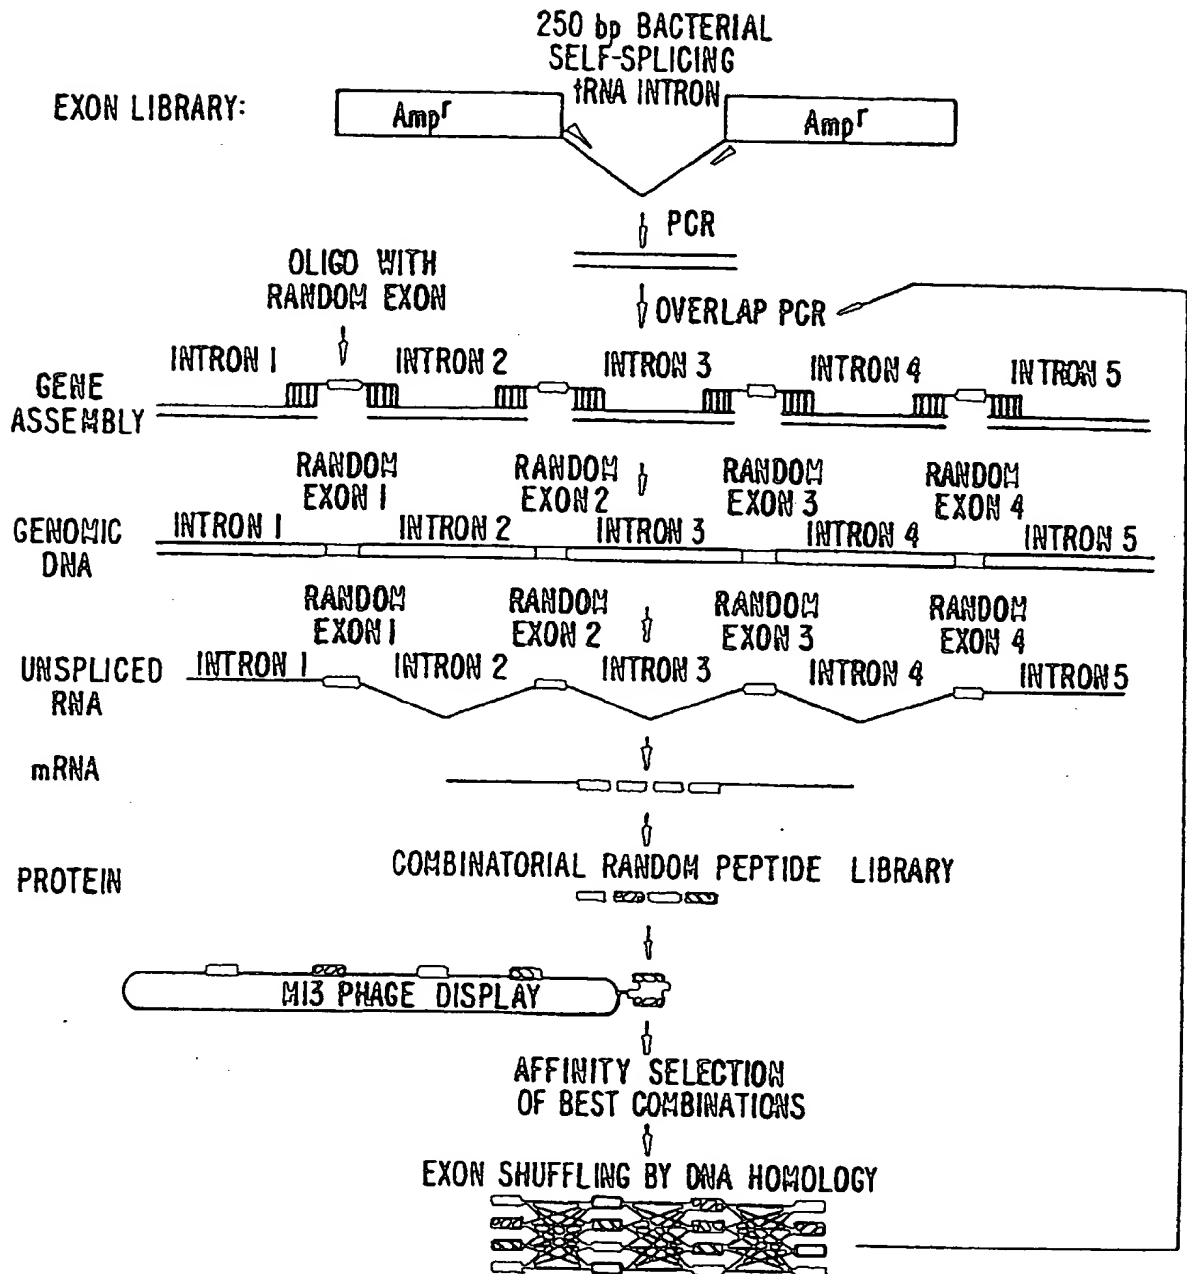 250 bp BACTERIAL
SELF-SPLICING
tRNA INTRON
EXON LIBRARY:
Ampr
Ampr
PCR
OLIGO WITH
RANDOM EXON
OVERLAP PCR
INTRON 1
INTRON 2
INTRON 3
INTRON 4
INTRON 5
GENE
ASSEMBLY
RANDOM
EXON 1
RANDOM
EXON 2
RANDOM
EXON 3
RANDOM
EXON 4
GENOMIC
DNA
INTRON 1
INTRON 2
INTRON 3
INTRON 4
INTRON 5
RANDOM
EXON 1
RANDOM
EXON 2
RANDOM
EXON 3
RANDOM
EXON 4
UNSPLICED
RNA
INTRON 1
INTRON 2
INTRON 3
INTRON 4
INTRON 5
mRNA
COMBINATORIAL RANDOM PEPTIDE LIBRARY
PROTEIN
M13 PHAGE DISPLAY
AFFINITY SELECTION
OF BEST COMBINATIONS
EXON SHUFFLING BY DNA HOMOLOGY